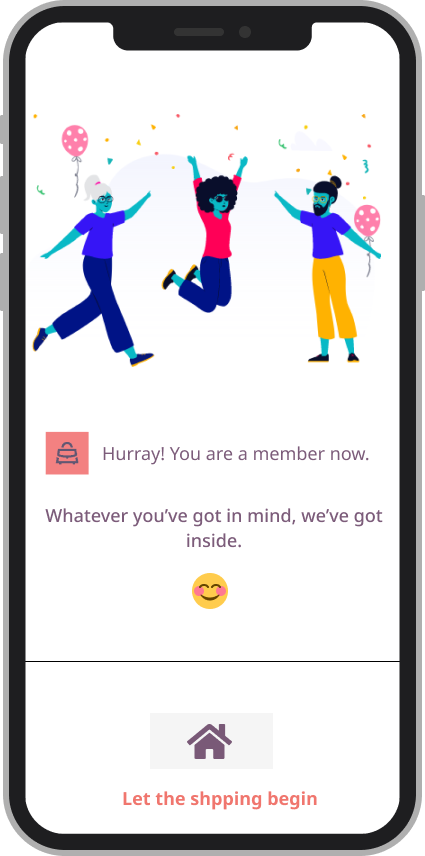 Hurray! You are a member now.
Whatever you’ve got in mind, we’ve got
inside.
Let the shpping begin